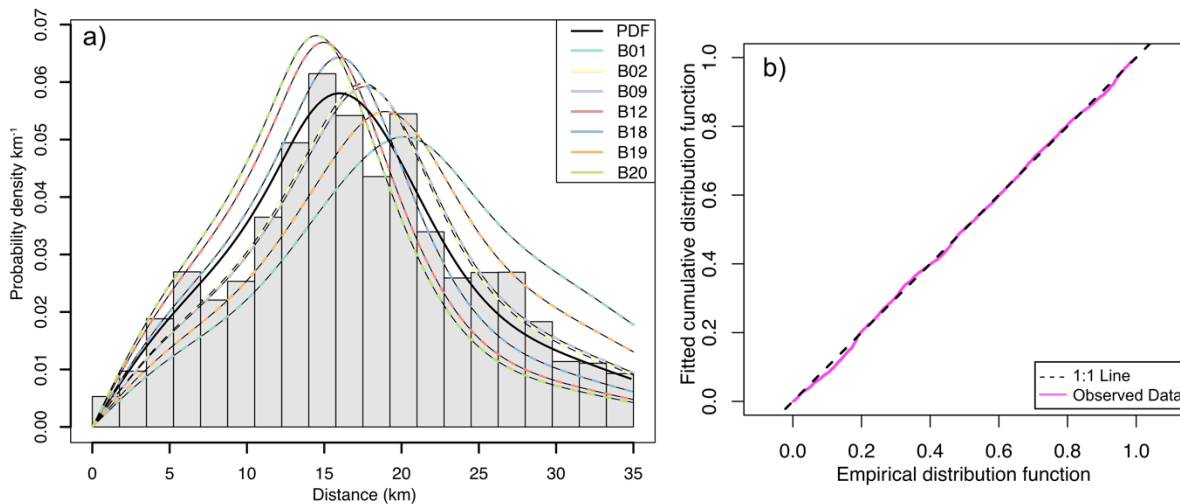 a)
Probability density km⁻¹
0.00 0.01 0.02 0.03 0.04 0.05 0.06 0.07
0 5 10 15 20 25 30 35
Distance (km)
PDF
B01
B02
B09
B12
B18
B19
B20
b)
Fitted cumulative distribution function
0.0 0.2 0.4 0.6 0.8 1.0
0.0 0.2 0.4 0.6 0.8 1.0
Empirical distribution function
1:1 Line
Observed Data